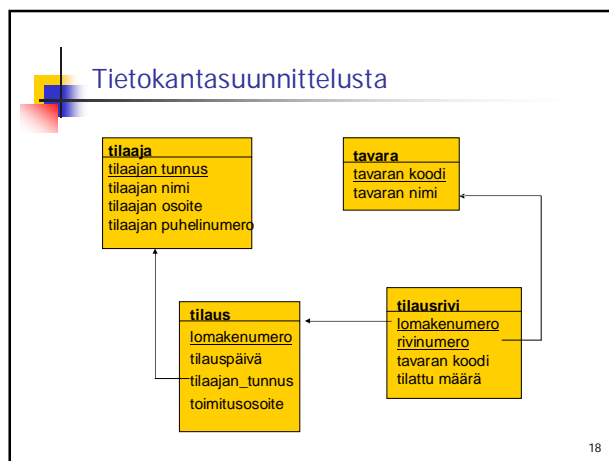 Tietokantasuunnittelusta
tilaaja
tilaajan tunnus
tilaajan nimi
tilaajan osoite
tilaajan puhelinumero
tavara
tavaran koodi
tavaran nimi
tilaus
lomakenumero
tilauspäivä
tilaajan_tunnus
toimitusosoite
tilausrivi
lomakenumero
rivinumero
tavaran koodi
tilattu määrä
18